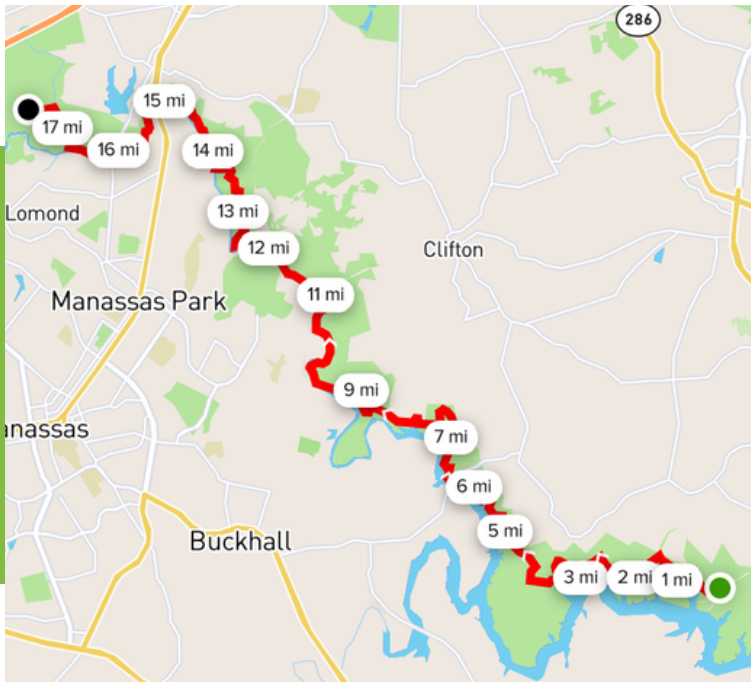 286
15 mi
17 mi
16 mi
14 mi
Lomond
13 mi
12 mi
Clifton
11 mi
Manassas Park
9 mi
anassas
7 mi
6 mi
5 mi
Buckhall
3 mi
2 mi
1 mi